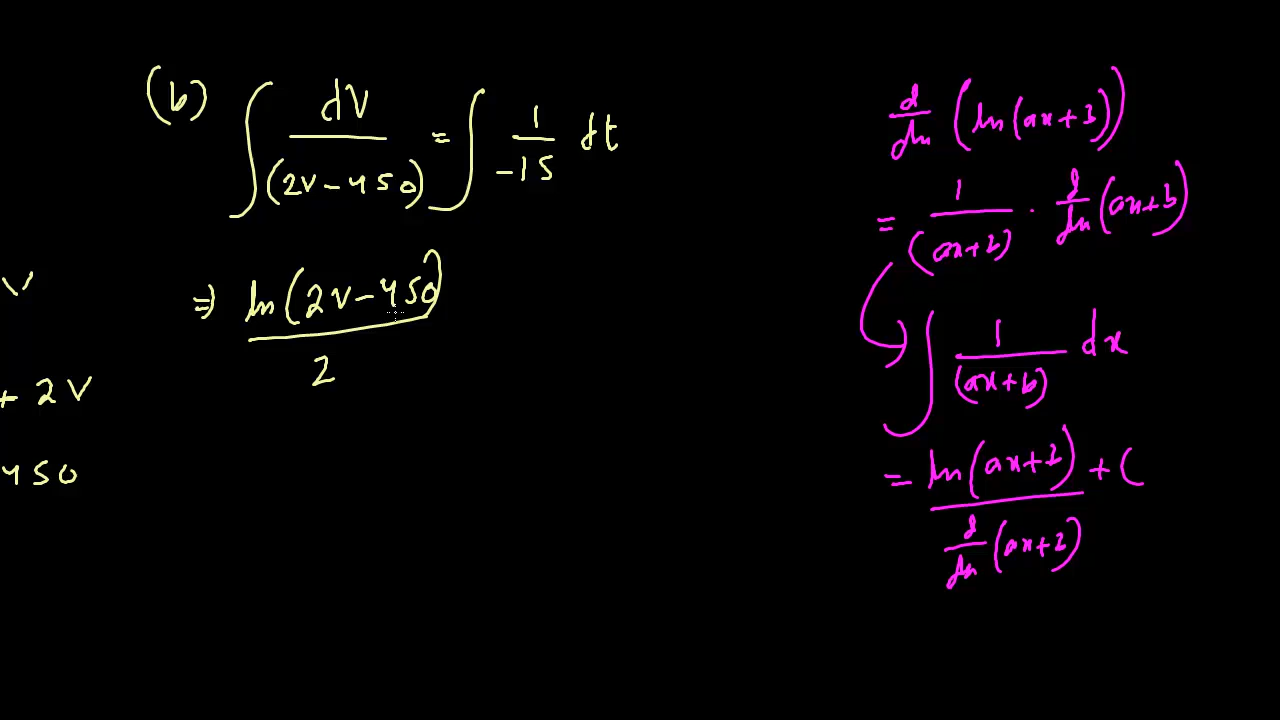 (b) ∫ dV/(2V-450) = ∫ 1/-15 dt
V
⇒ ln(2V-450)/2
+ 2V
450
d/dx (ln(ax+b))
= 1/(ax+b) · d/dx (ax+b)
∫ 1/(ax+b) dx
= ln(ax+b) / d/dx (ax+b) + C